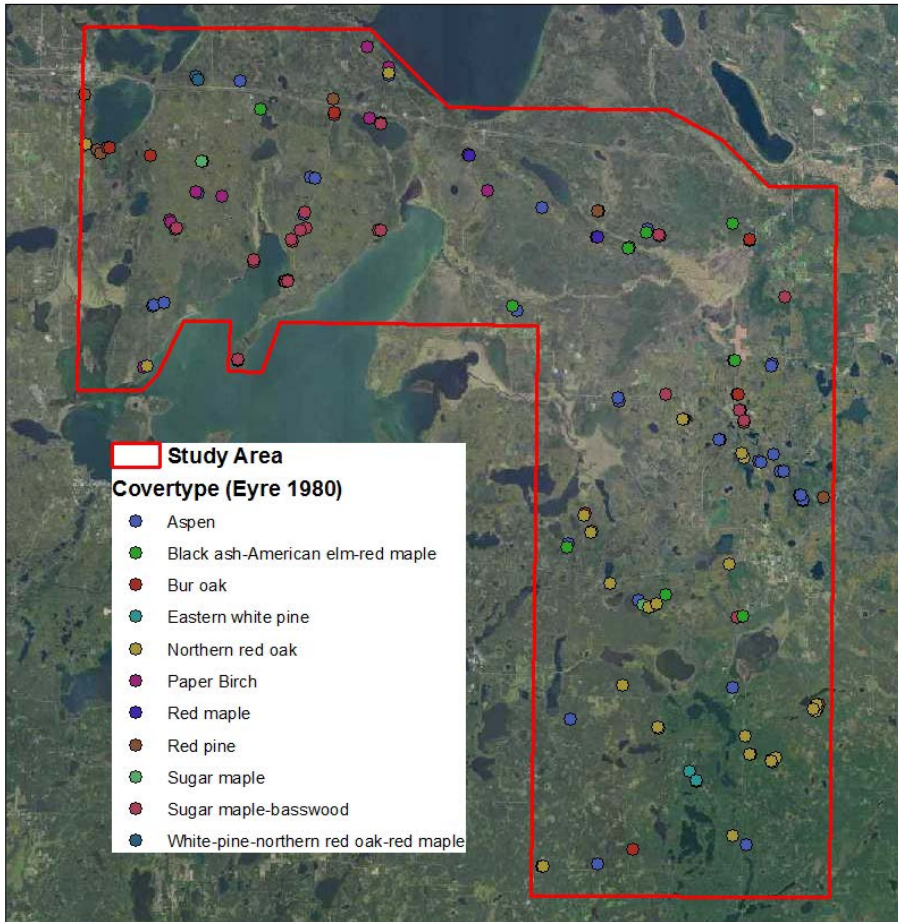 Study Area
Covertype (Eyre 1980)
Aspen
Black ash-American elm-red maple
Bur oak
Eastern white pine
Northern red oak
Paper Birch
Red maple
Red pine
Sugar maple
Sugar maple-basswood
White-pine-northern red oak-red maple